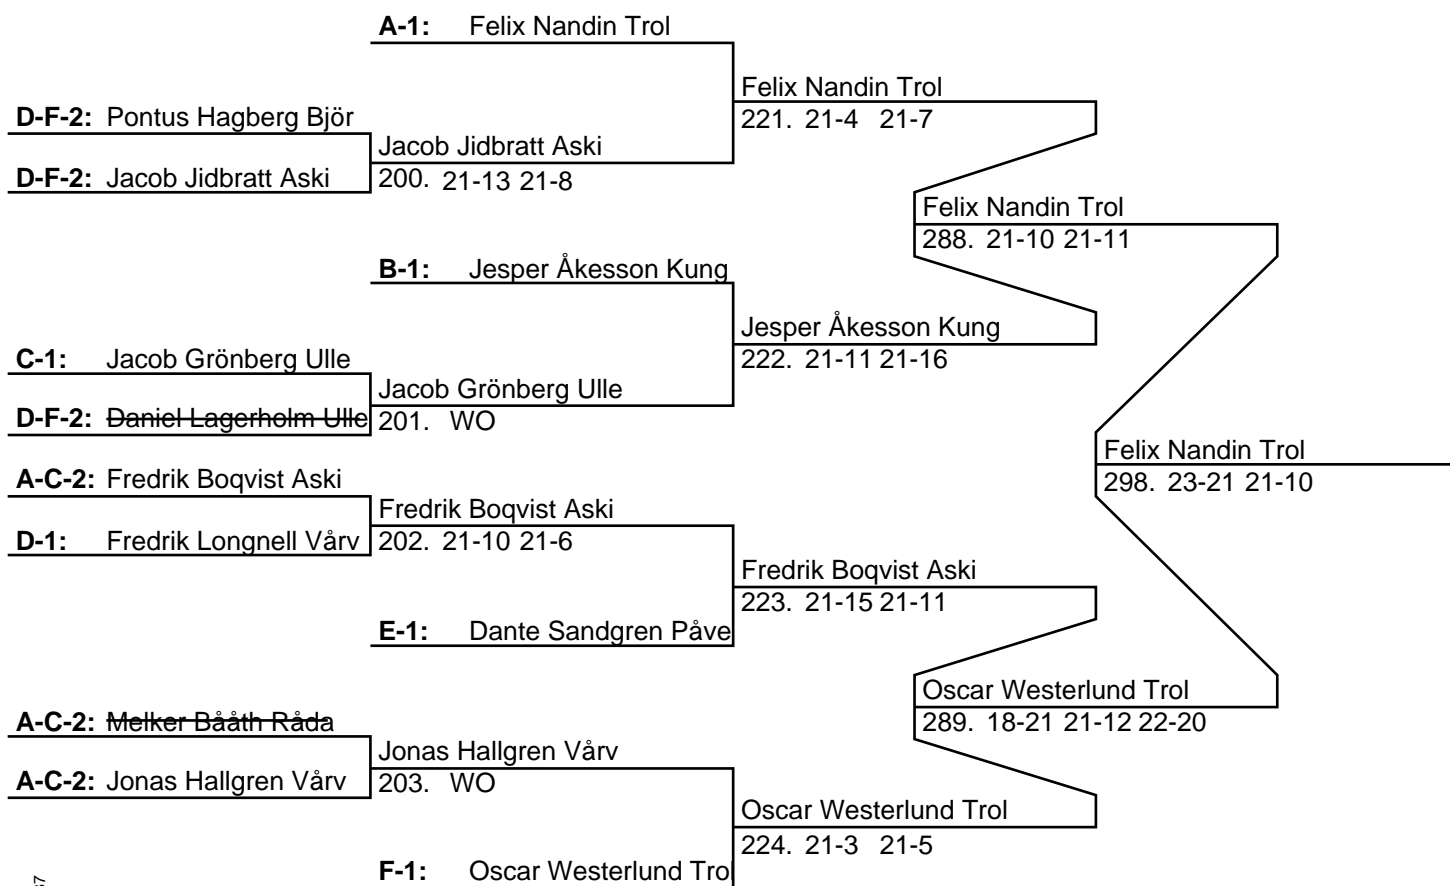 A-1: Felix Nandin Trol
Felix Nandin Trol
D-F-2: Pontus Hagberg Bjór
221. 21-4 21-7
Jacob Jidbratt Aski
D-F-2: Jacob Jidbratt Aski
200. 21-13 21-8
Felix Nandin Trol
288. 21-10 21-11
B-1: Jesper Åkesson Kung
Jesper Åkesson Kung
C-1: Jacob Grönberg Ulle
222. 21-11 21-16
Jacob Grönberg Ulle
D-F-2: Daniel Lagerholm Ulle
201. WO
Felix Nandin Trol
A-C-2: Fredrik Boqvist Aski
298. 23-21 21-10
Fredrik Boqvist Aski
D-1: Fredrik Longnell Vårv
202. 21-10 21-6
Fredrik Boqvist Aski
223. 21-15 21-11
E-1: Dante Sandgren Påve
Oscar Westerlund Trol
A-C-2: Melker Bååth Råda
289. 18-21 21-12 22-20
Jonas Hallgren Vårv
A-C-2: Jonas Hallgren Vårv
203. WO
Oscar Westerlund Trol
224. 21-3 21-5
F-1: Oscar Westerlund Trol